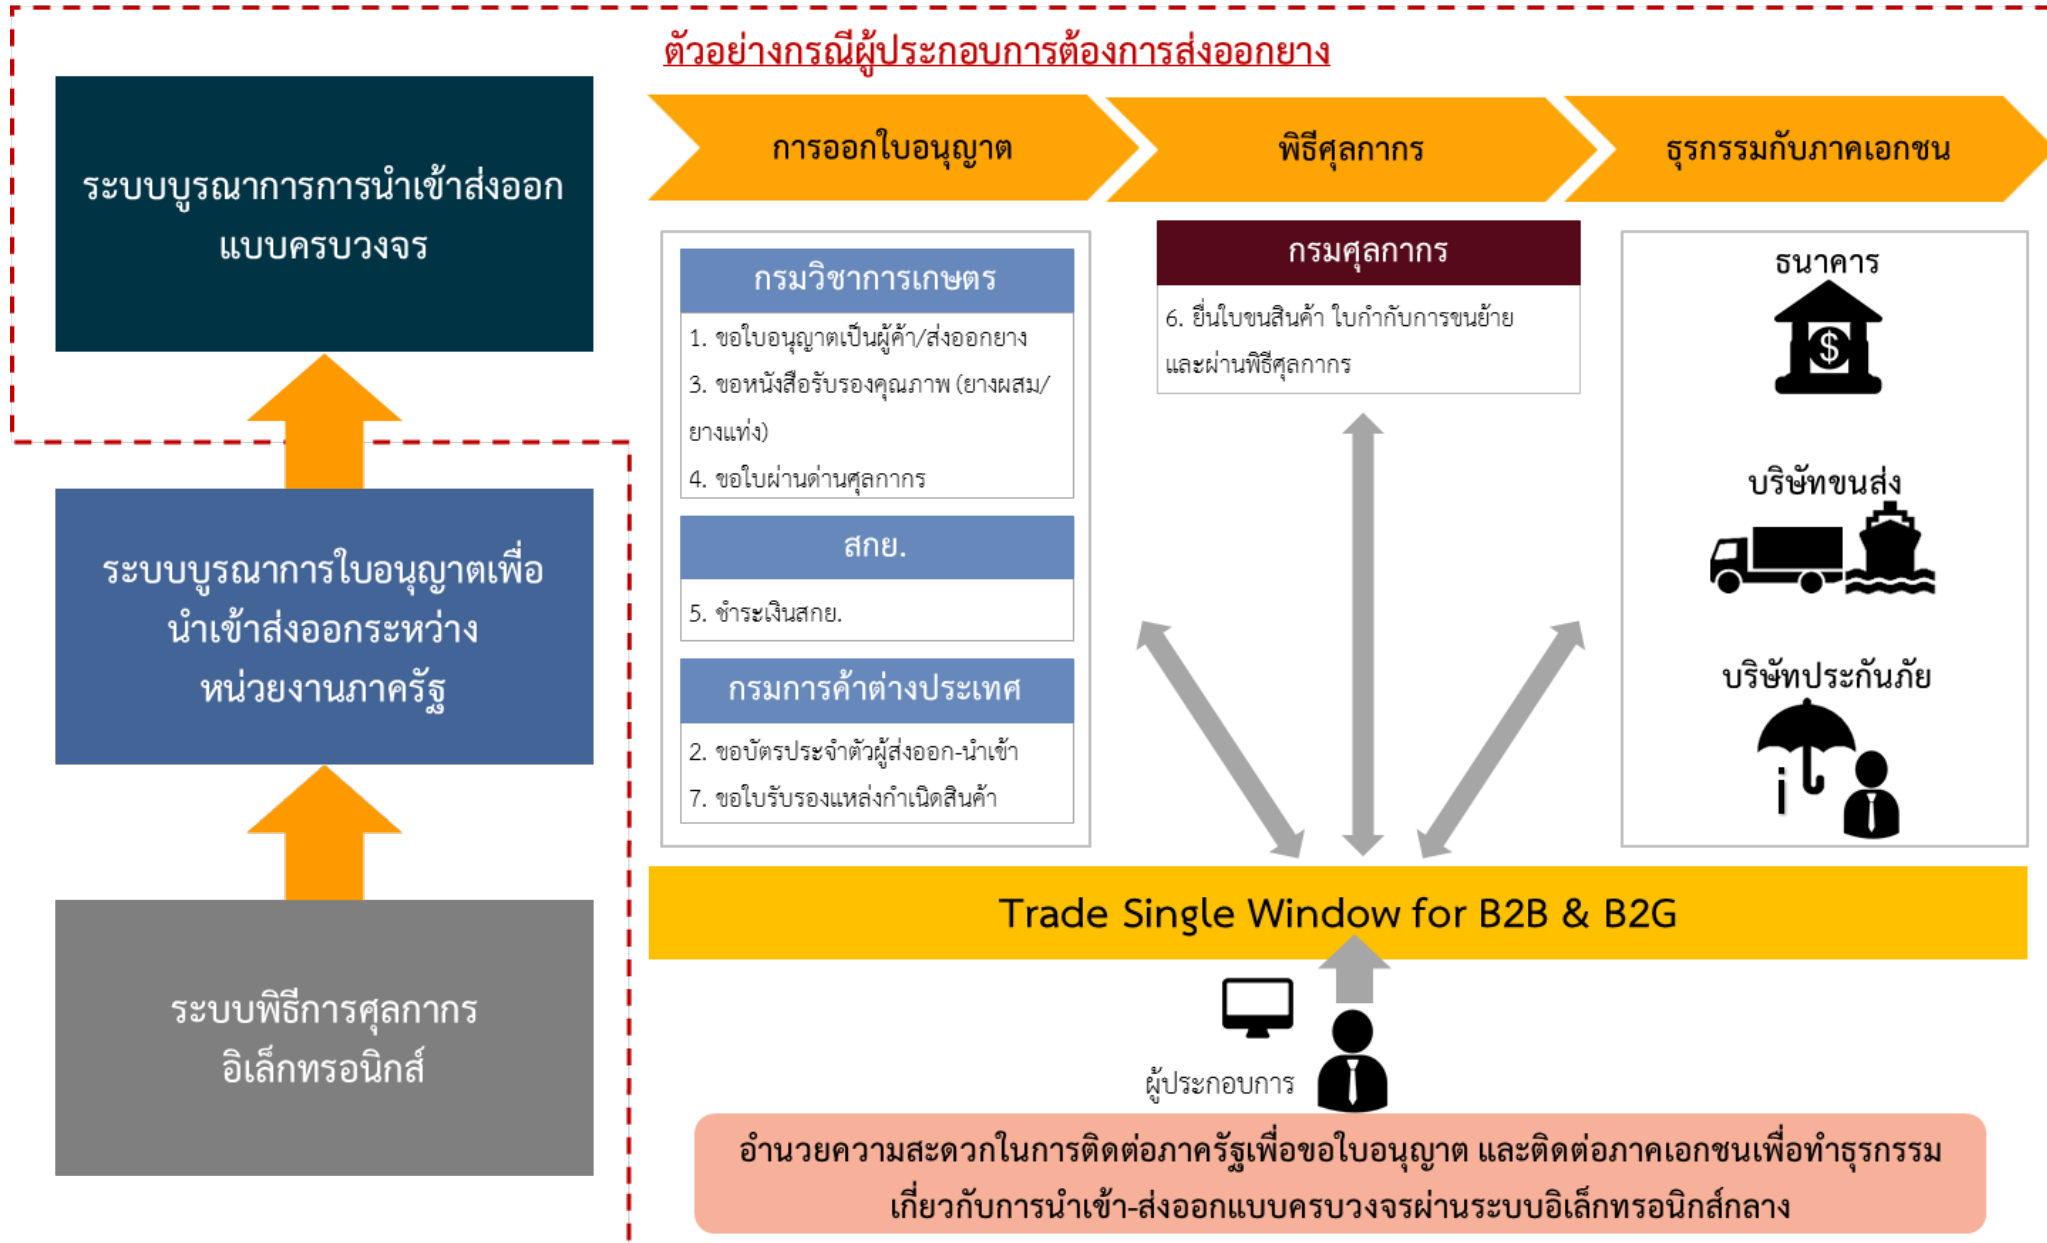 ตัวอย่างกรณีผู้ประกอบการต้องการส่งออกยาง
ระบบบูรณาการการนำเข้าส่งออก
แบบครบวงจร
ระบบบูรณาการใบอนุญาตเพื่อ
นำเข้าส่งออกระหว่าง
หน่วยงานภาครัฐ
ระบบพิธีการศุลกากร
อิเล็กทรอนิกส์
การออกใบอนุญาต
พิธีศุลกากร
ธุรกรรมกับภาคเอกชน
กรมวิชาการเกษตร
1. ขอใบอนุญาตเป็นผู้ค้า/ส่งออกยาง
3. ขอหนังสือรับรองคุณภาพ (ยางผสม/
ยางแท่ง)
4. ขอใบผ่านด่านศุลกากร
สกย.
5. ชำระเงินสกย.
กรมการค้าต่างประเทศ
2. ขอบัตรประจำตัวผู้ส่งออก-นำเข้า
7. ขอใบรับรองแหล่งกำเนิดสินค้า
กรมศุลกากร
6. ยื่นใบขนสินค้า ใบกำกับการขนย้าย
และผ่านพิธีศุลกากร
ธนาคาร
$
บริษัทขนส่ง
บริษัทประกันภัย
i
Trade Single Window for B2B & B2G
ผู้ประกอบการ
อำนวยความสะดวกในการติดต่อภาครัฐเพื่อขอใบอนุญาต และติดต่อภาคเอกชนเพื่อทำธุรกรรม
เกี่ยวกับการนำเข้า-ส่งออกแบบครบวงจรผ่านระบบอิเล็กทรอนิกส์กลาง